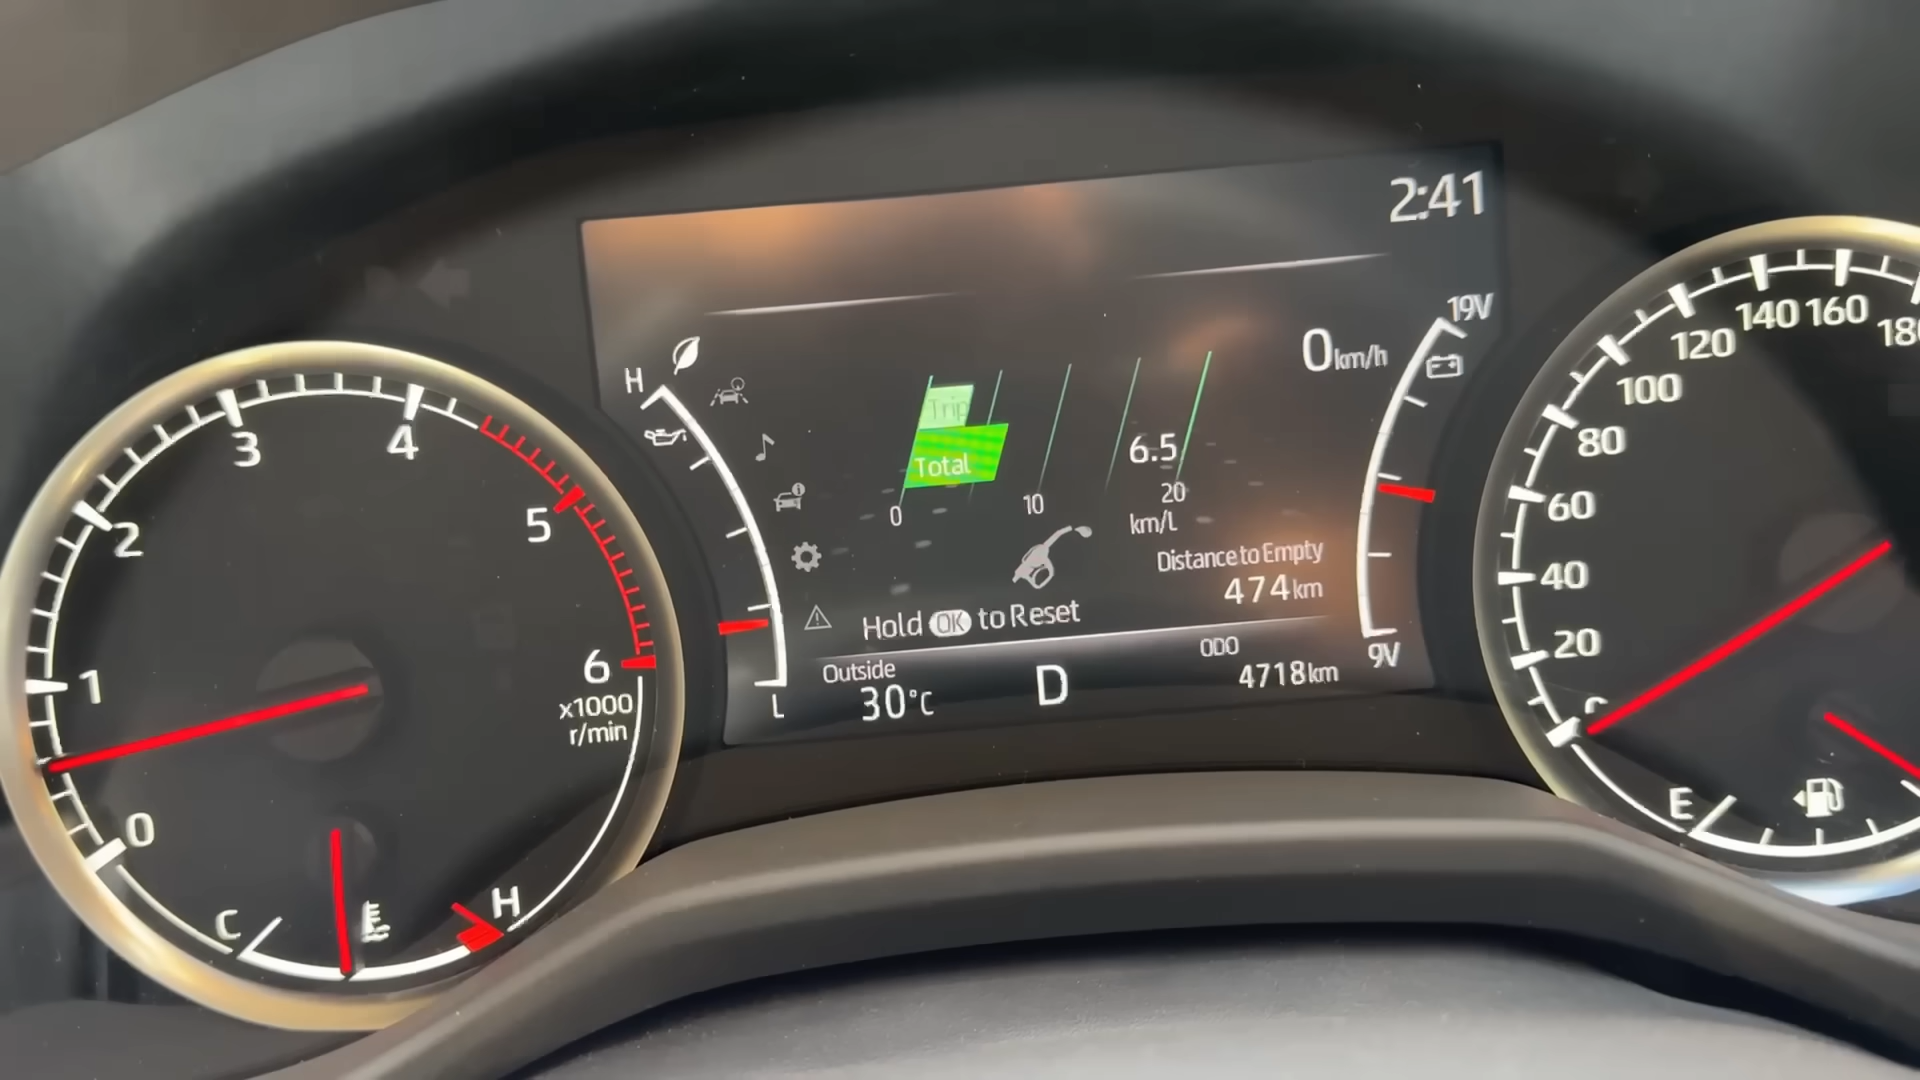 2:41
19V
0km/h
H
Trip
Total
6.5
0 10 20
km/L
Distance to Empty
474km
Hold OK to Reset
Outside
30°C
D
ODO
4718km
L
9V
0
1
2
3
4
5
6
x1000
r/min
C
H
20
40
60
80
100
120
140
160
E